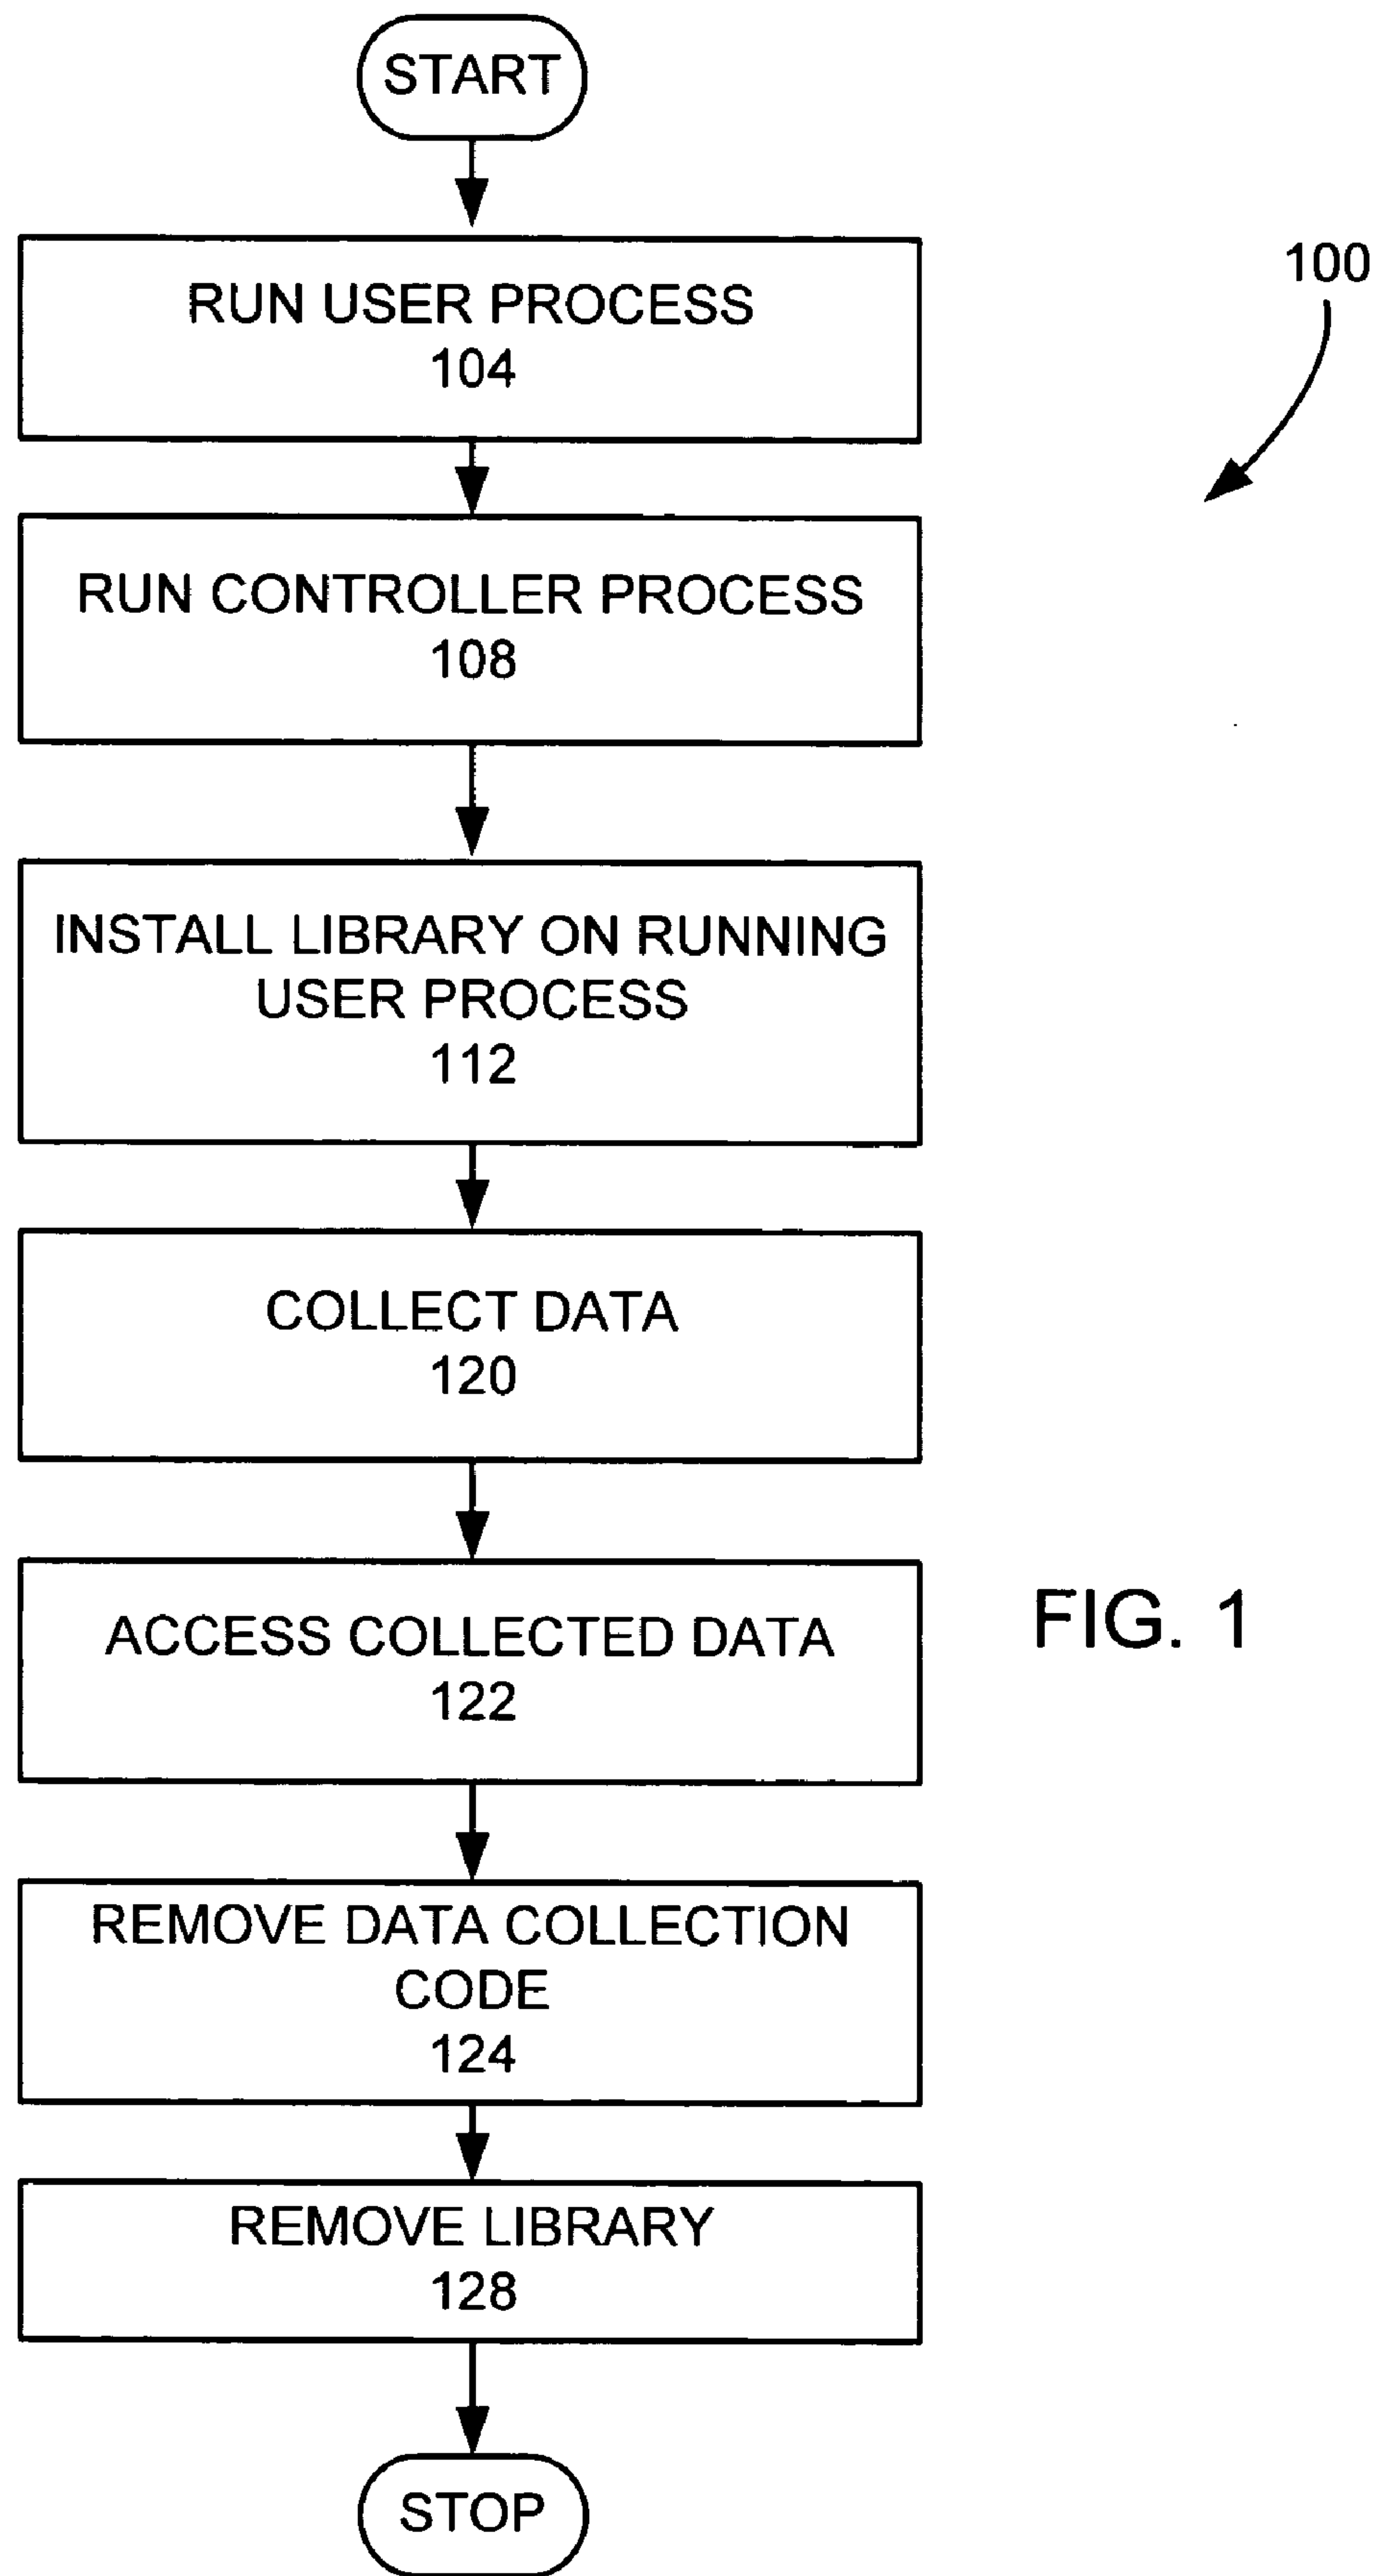 START
RUN USER PROCESS
104
100
RUN CONTROLLER PROCESS
108
INSTALL LIBRARY ON RUNNING
USER PROCESS
112
COLLECT DATA
120
ACCESS COLLECTED DATA
122
FIG. 1
REMOVE DATA COLLECTION
CODE
124
REMOVE LIBRARY
128
STOP